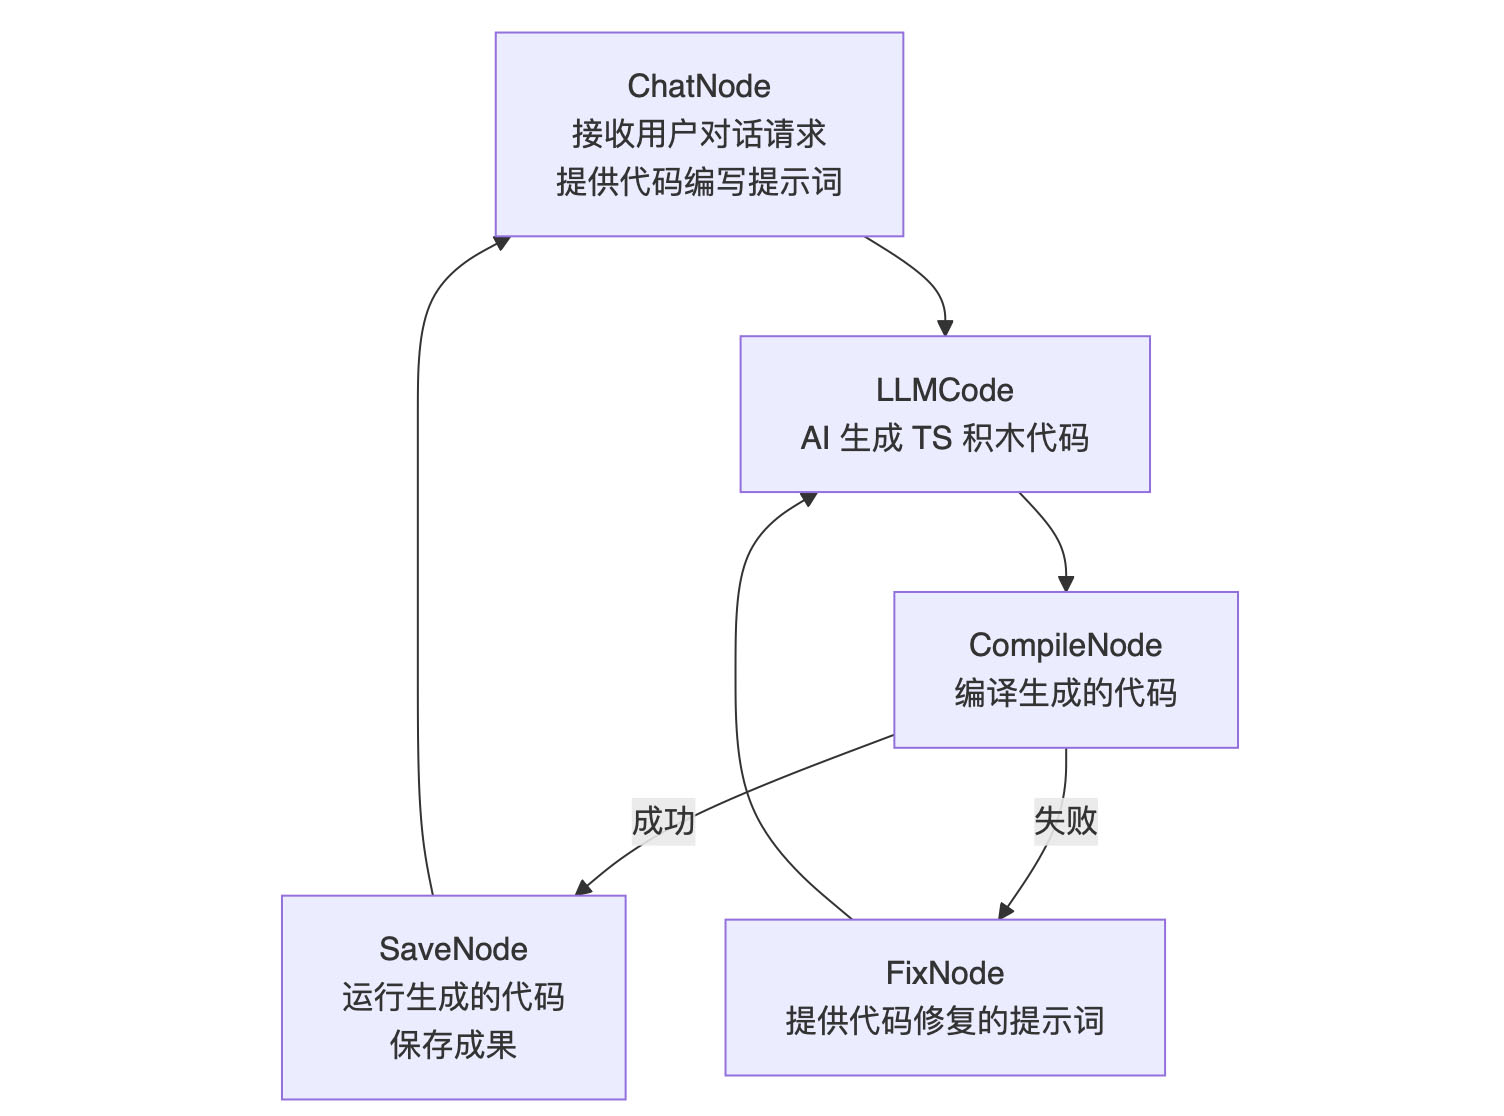 ChatNode
接收用户对话请求
提供代码编写提示词
LLMCode
AI 生成 TS 积木代码
CompileNode
编译生成的代码
成功
失败
SaveNode
运行生成的代码
保存成果
FixNode
提供代码修复的提示词